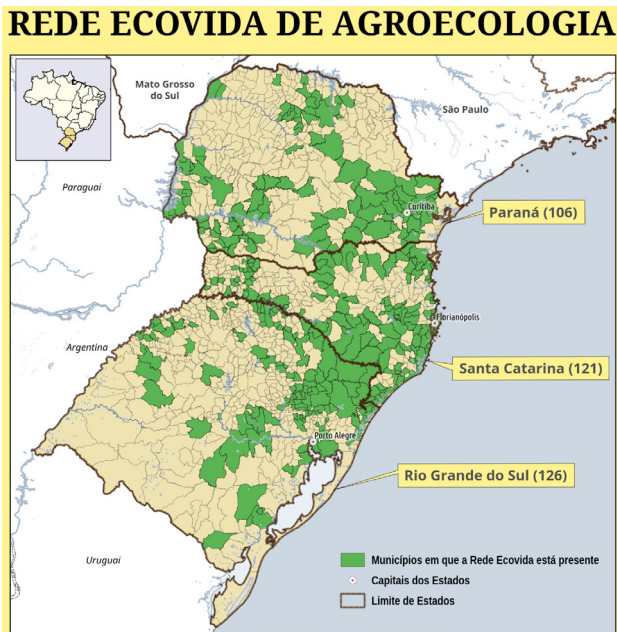 REDE ECOVIDA DE AGROECOLOGIA
Mato Grosso
do Sul
São Paulo
Paraguai
Curitiba
Paraná (106)
Florianópolis
Argentina
Santa Catarina (121)
Porto Alegre
Rio Grande do Sul (126)
Uruguai
Municípios em que a Rede Ecovida está presente
Capitais dos Estados
Limite de Estados